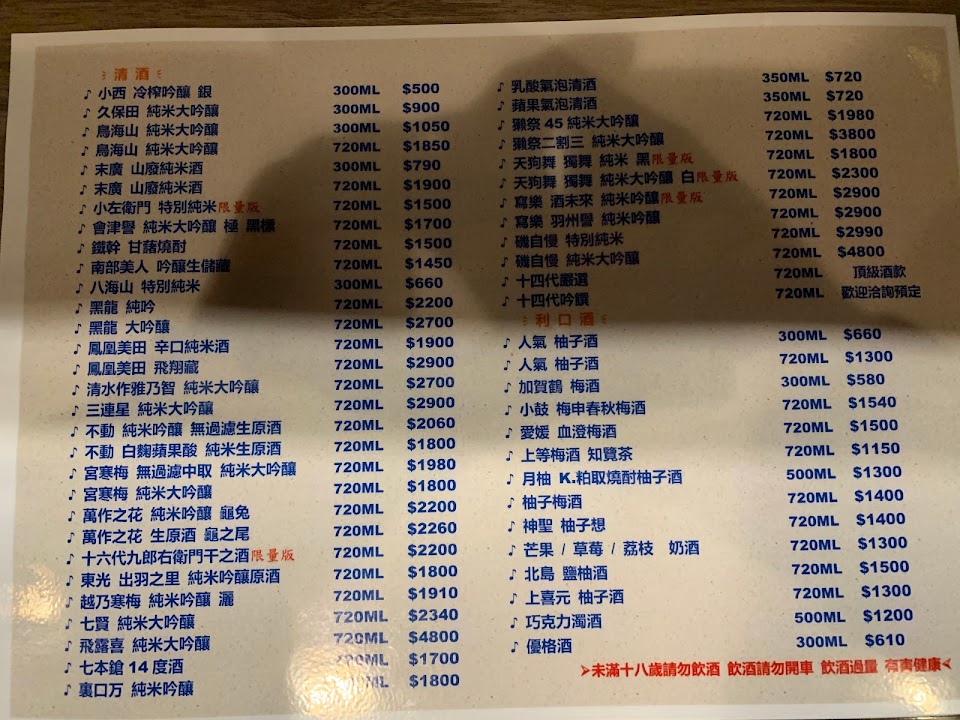 清酒
♪ 小西 冷榨吟釀 銀 300ML $500
♪ 久保田 純米大吟釀 300ML $900
♪ 鳥海山 純米大吟釀 300ML $1050
♪ 鳥海山 純米大吟釀 720ML $1850
♪ 末廣 山廢純米酒 300ML $790
♪ 末廣 山廢純米酒 720ML $1900
♪ 小左衛門 特別純米限量版 720ML $1500
♪ 會津譽 純米大吟釀 極 黑標 720ML $1700
♪ 鐵幹 甘藷燒酎 720ML $1500
♪ 南部美人 吟釀生儲藏 720ML $1450
♪ 八海山 特別純米 300ML $660
♪ 黑龍 純吟 720ML $2200
♪ 黑龍 大吟釀 720ML $2700
♪ 鳳凰美田 辛口純米酒 720ML $1900
♪ 鳳凰美田 飛翔藏 720ML $2900
♪ 清水作雅乃智 純米大吟釀 720ML $2700
♪ 三連星 純米大吟釀 720ML $2900
♪ 不動 純米吟釀 無過濾生原酒 720ML $2060
♪ 不動 白麴蘋果酸 純米生原酒 720ML $1800
♪ 宮寒梅 無過濾中取 純米大吟釀 720ML $1980
♪ 宮寒梅 純米大吟釀 720ML $1800
♪ 萬作之花 純米吟釀 龜兔 720ML $2200
♪ 萬作之花 生原酒 龜之尾 720ML $2260
♪ 十六代九郎右衛門干之酒限量版 720ML $2200
♪ 東光 出羽之里 純米吟釀原酒 720ML $1800
♪ 越乃寒梅 純米吟釀 灑 720ML $1910
♪ 七賢 純米大吟釀 720ML $2340
♪ 飛露喜 純米大吟釀 720ML $4800
♪ 七本鎗 14度酒 720ML $1700
♪ 裏口万 純米吟釀 ML $1800
♪ 乳酸氣泡清酒 350ML $720
♪ 蘋果氣泡清酒 350ML $720
♪ 獺祭 45 純米大吟釀 720ML $1980
♪ 獺祭二割三 純米大吟釀 720ML $3800
♪ 天狗舞 獨舞 純米 黑限量版 720ML $1800
♪ 天狗舞 獨舞 純米大吟釀 白限量版 720ML $2300
♪ 寫樂 酒未來 純米吟釀限量版 720ML $2900
♪ 寫樂 羽州譽 純米吟釀 720ML $2900
♪ 磯自慢 特別純米 720ML $2990
♪ 磯自慢 純米大吟釀 720ML $4800
♪ 十四代嚴選 720ML 頂級酒款
♪ 十四代吟饌 720ML 歡迎洽詢預定
利口酒
♪ 人氣 柚子酒 300ML $660
♪ 人氣 柚子酒 720ML $1300
♪ 加賀鶴 梅酒 300ML $580
♪ 小鼓 梅申春秋梅酒 720ML $1540
♪ 愛媛 血澄梅酒 720ML $1500
♪ 上等梅酒 知覽茶 720ML $1150
♪ 月柚 K.粕取燒酎柚子酒 500ML $1300
♪ 柚子梅酒 720ML $1400
♪ 神聖 柚子想 720ML $1400
♪ 芒果 / 草莓 / 荔枝 奶酒 720ML $1300
♪ 北島 鹽柚酒 720ML $1500
♪ 上喜元 柚子酒 720ML $1300
♪ 巧克力濁酒 500ML $1200
♪ 優格酒 300ML $610
➢未滿十八歲請勿飲酒 飲酒請勿開車 飲酒過量 有害健康